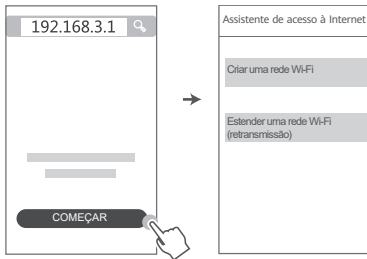 192.168.3.1
COMEÇAR
Assistente de acesso à Internet
Criar uma rede Wi-Fi
Estender uma rede Wi-Fi
(retransmissão)